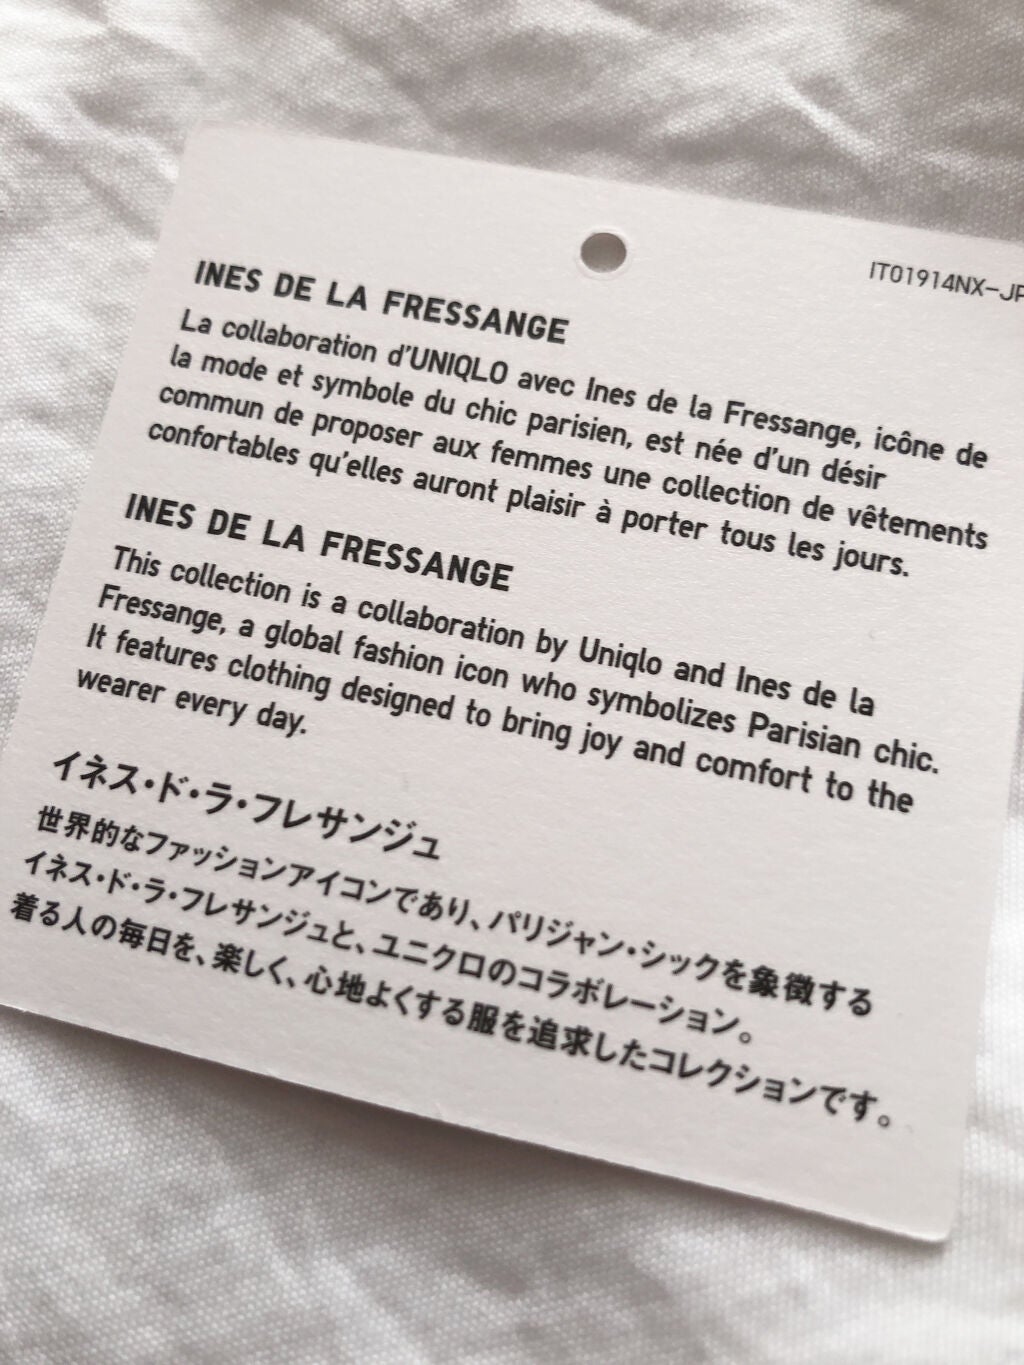 IT01914NX-JP
INES DE LA FRESSANGE
La collaboration d'UNIQLO avec Ines de la Fressange, icône de
la mode et symbole du chic parisien, est née d'un désir
commun de proposer aux femmes une collection de vêtements
confortables qu'elles auront plaisir à porter tous les jours.
INES DE LA FRESSANGE
This collection is a collaboration by Uniqlo and Ines de la
Fressange, a global fashion icon who symbolizes Parisian chic.
It features clothing designed to bring joy and comfort to the
wearer every day.
イネス・ド・ラ・フレサンジュ
世界的なファッションアイコンであり、パリジャン・シックを象徴する
イネス・ド・ラ・フレサンジュと、ユニクロのコラボレーション。
着る人の毎日を、楽しく、心地よくする服を追求したコレクションです。